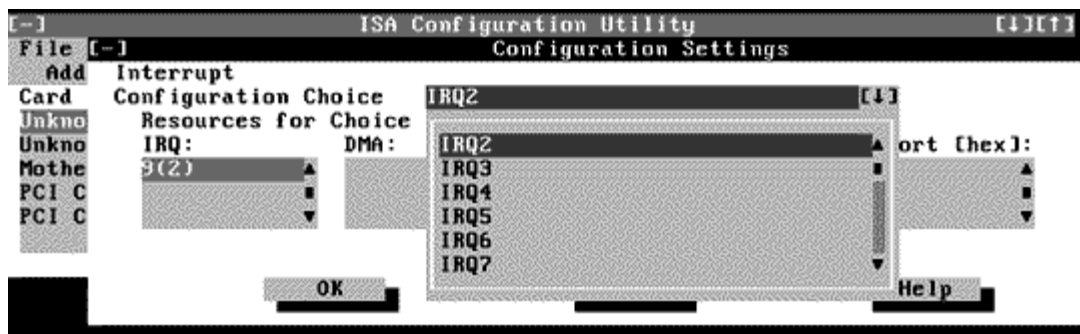 [-] ISA Configuration Utility [↓][↑]
File [-] Configuration Settings
Add Interrupt
Card Configuration Choice IRQ2 [↓]
Unkno Resources for Choice
Unkno IRQ: DMA: IRQ2 ort [hex]:
Mothe 9(2) IRQ3
PCI C IRQ4
PCI C IRQ5
IRQ6
IRQ7
OK Help